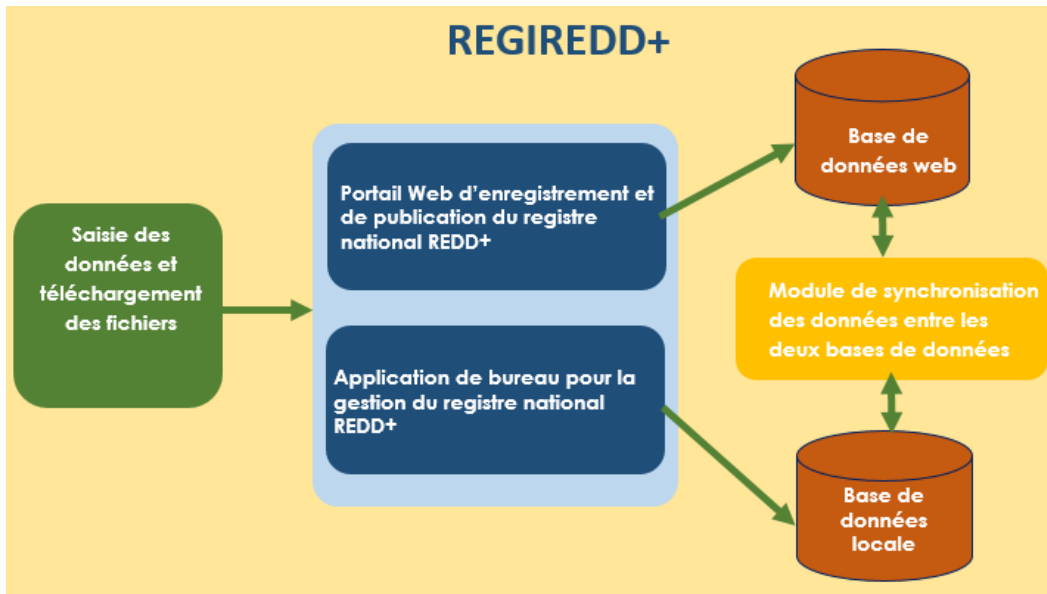 REGIREDD+
Saisie des
données et
téléchargement
des fichiers
Portail Web d'enregistrement et
de publication du registre
national REDD+
Application de bureau pour la
gestion du registre national
REDD+
Base de
données web
Module de synchronisation
des données entre les
deux bases de données
Base de
données
locale